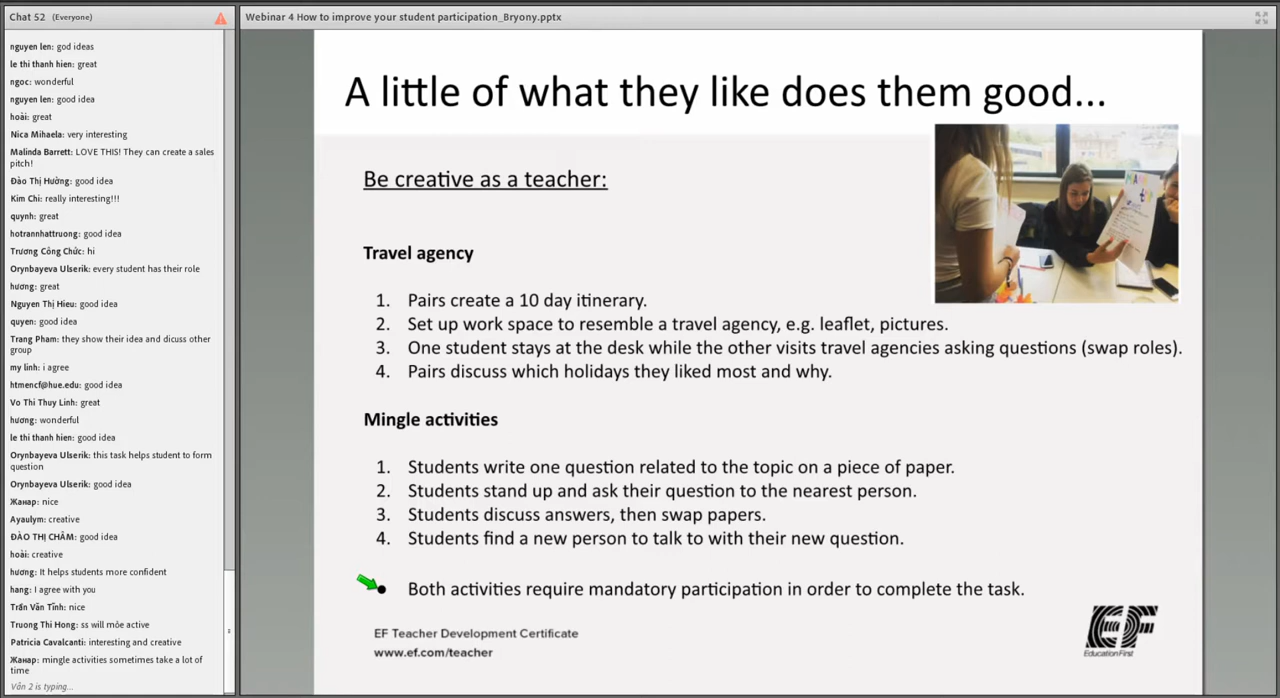 Chat 52 (Everyone)
nguyen len: god ideas
le thi thanh hien: great
ngoc: wonderful
nguyen len: good idea
hoài: great
Nica Mihaela: very interesting
Malinda Barrett: LOVE THIS! They can create a sales
pitch!
Đào Thị Hường: good idea
Kim Chi: really interesting!!!
quynh: great
hotrannhattruong: good idea
Trương Công Chức: hi
Orynbayeva Ulserik: every student has their role
hương: great
Nguyen Thị Hieu: good idea
quyen: good idea
Trang Pham: they show their idea and dicuss other
group
my linh: i agree
htmencf@hue.edu: good idea
Vo Thi Thuy Linh: great
hương: wonderful
le thi thanh hien: good idea
Orynbayeva Ulserik: this task helps student to form
question
Orynbayeva Ulserik: good idea
Жанар: nice
Ayaulym: creative
ĐÀO THỊ CHÂM: good idea
hoài: creative
hương: It helps students more confident
hang: I agree with you
Trần Văn Tĩnh: nice
Truong Thi Hong: ss will móe active
Patricia Cavalcanti: interesting and creative
Жанар: mingle activities sometimes take a lot of
time
Vân 2 is typing...
Webinar 4 How to improve your student participation_Bryony.pptx
A little of what they like does them good...
Be creative as a teacher:
Travel agency
1. Pairs create a 10 day itinerary.
2. Set up work space to resemble a travel agency, e.g. leaflet, pictures.
3. One student stays at the desk while the other visits travel agencies asking questions (swap roles).
4. Pairs discuss which holidays they liked most and why.
Mingle activities
1. Students write one question related to the topic on a piece of paper.
2. Students stand up and ask their question to the nearest person.
3. Students discuss answers, then swap papers.
4. Students find a new person to talk to with their new question.
• Both activities require mandatory participation in order to complete the task.
EF Teacher Development Certificate
www.ef.com/teacher
EF
Education First